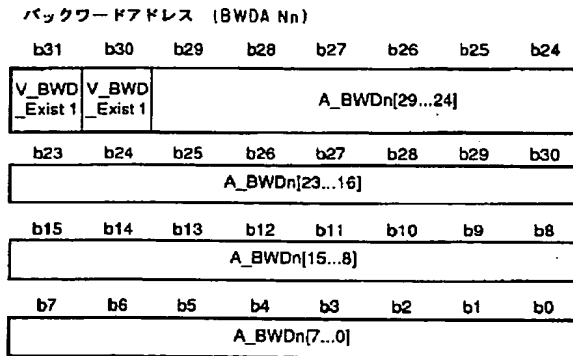 バックワードアドレス (BWDA Nn)
b31 b30 b29 b28 b27 b26 b25 b24
V_BWD _Exist 1 V_BWD _Exist 1 A_BWDn[29...24]
b23 b24 b25 b26 b27 b28 b29 b30
A_BWDn[23...16]
b15 b14 b13 b12 b11 b10 b9 b8
A_BWDn[15...8]
b7 b6 b5 b4 b3 b2 b1 b0
A_BWDn[7...0]